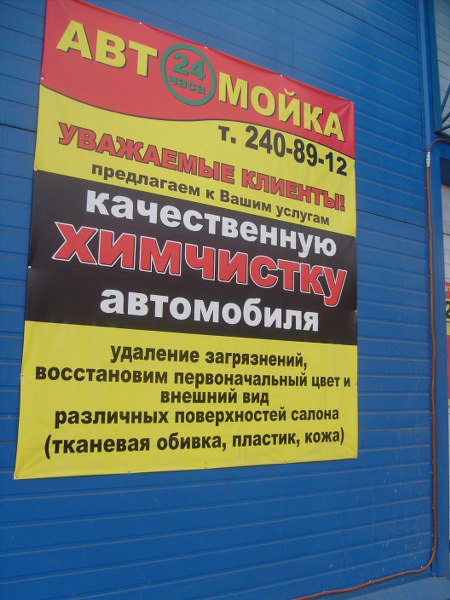 АВТ 24 часа МОЙКА
т. 240-89-12
УВАЖАЕМЫЕ КЛИЕНТЫ!
предлагаем к Вашим услугам
качественную
химчистку
автомобиля
удаление загрязнений,
восстановим первоначальный цвет и
внешний вид
различных поверхностей салона
(тканевая обивка, пластик, кожа)